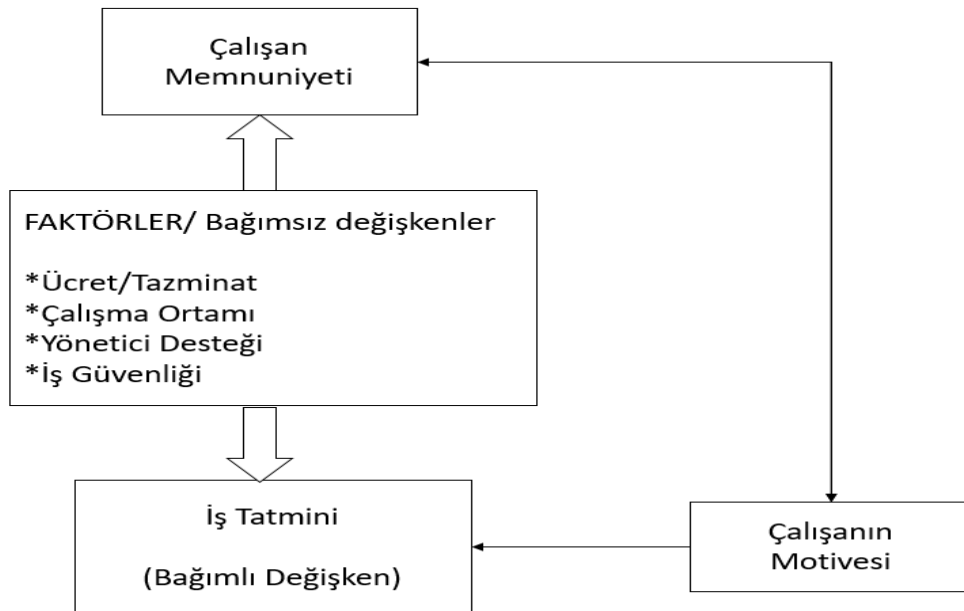 Çalışan
Memnuniyeti
FAKTÖRLER/ Bağımsız değişkenler
*Ücret/Tazminat
*Çalışma Ortamı
*Yönetici Desteği
*İş Güvenliği
İş Tatmini
(Bağımlı Değişken)
Çalışanın
Motivesi